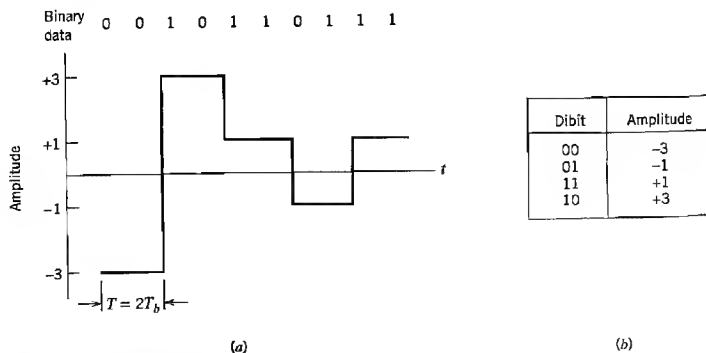 Binary
data 0 0 1 0 1 1 0 1 1 1
+3
+1
−1
−3
Amplitude
t
T = 2T_b
(a)
Dibit Amplitude
00 −3
01 −1
11 +1
10 +3
(b)